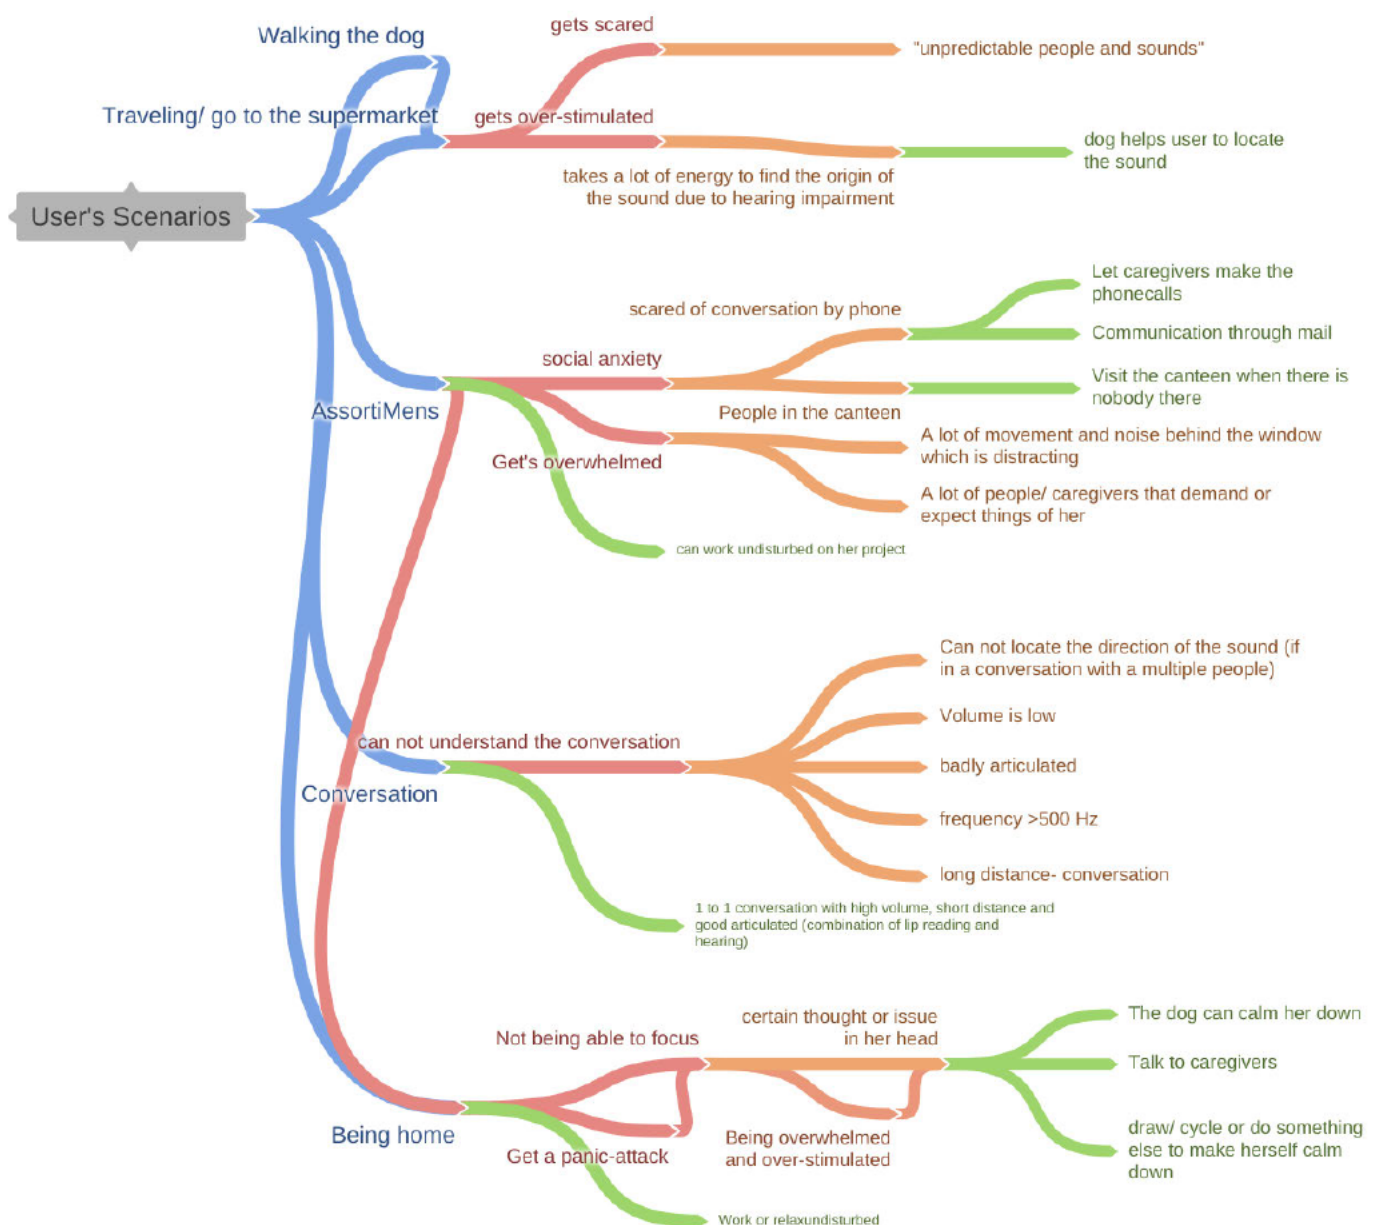 User's Scenarios
Walking the dog
Traveling/ go to the supermarket
gets scared
"unpredictable people and sounds"
gets over-stimulated
takes a lot of energy to find the origin of
the sound due to hearing impairment
dog helps user to locate
the sound
AssortiMens
social anxiety
scared of conversation by phone
Let caregivers make the
phonecalls
Communication through mail
People in the canteen
Visit the canteen when there is
nobody there
Get's overwhelmed
A lot of movement and noise behind the window
which is distracting
A lot of people/ caregivers that demand or
expect things of her
can work undisturbed on her project
Conversation
can not understand the conversation
Can not locate the direction of the sound (if
in a conversation with a multiple people)
Volume is low
badly articulated
frequency >500 Hz
long distance- conversation
1 to 1 conversation with high volume, short distance and
good articulated (combination of lip reading and
hearing)
Being home
Not being able to focus
Get a panic-attack
certain thought or issue
in her head
Being overwhelmed
and over-stimulated
The dog can calm her down
Talk to caregivers
draw/ cycle or do something
else to make herself calm
down
Work or relaxundisturbed